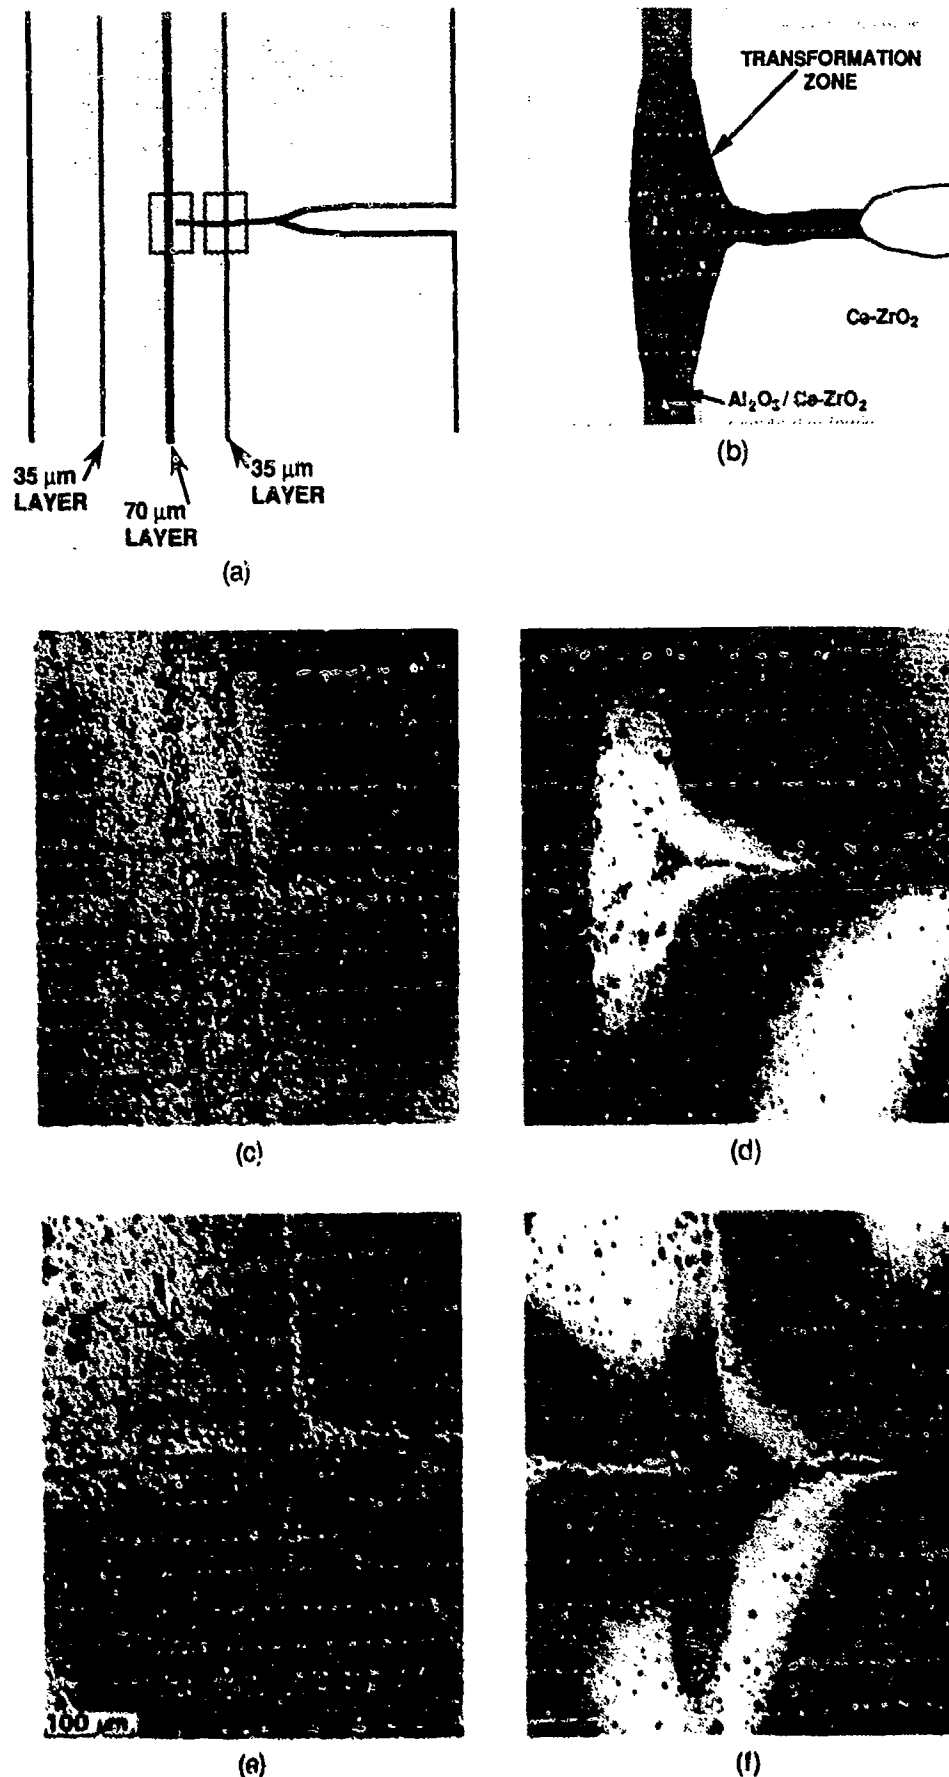 TRANSFORMATION
ZONE
Ce-ZrO₂
Al₂O₃ / Ce-ZrO₂
(b)
35 μm
LAYER
70 μm
LAYER
35 μm
LAYER
(a)
(c)
(d)
100 μm
(e)
(f)